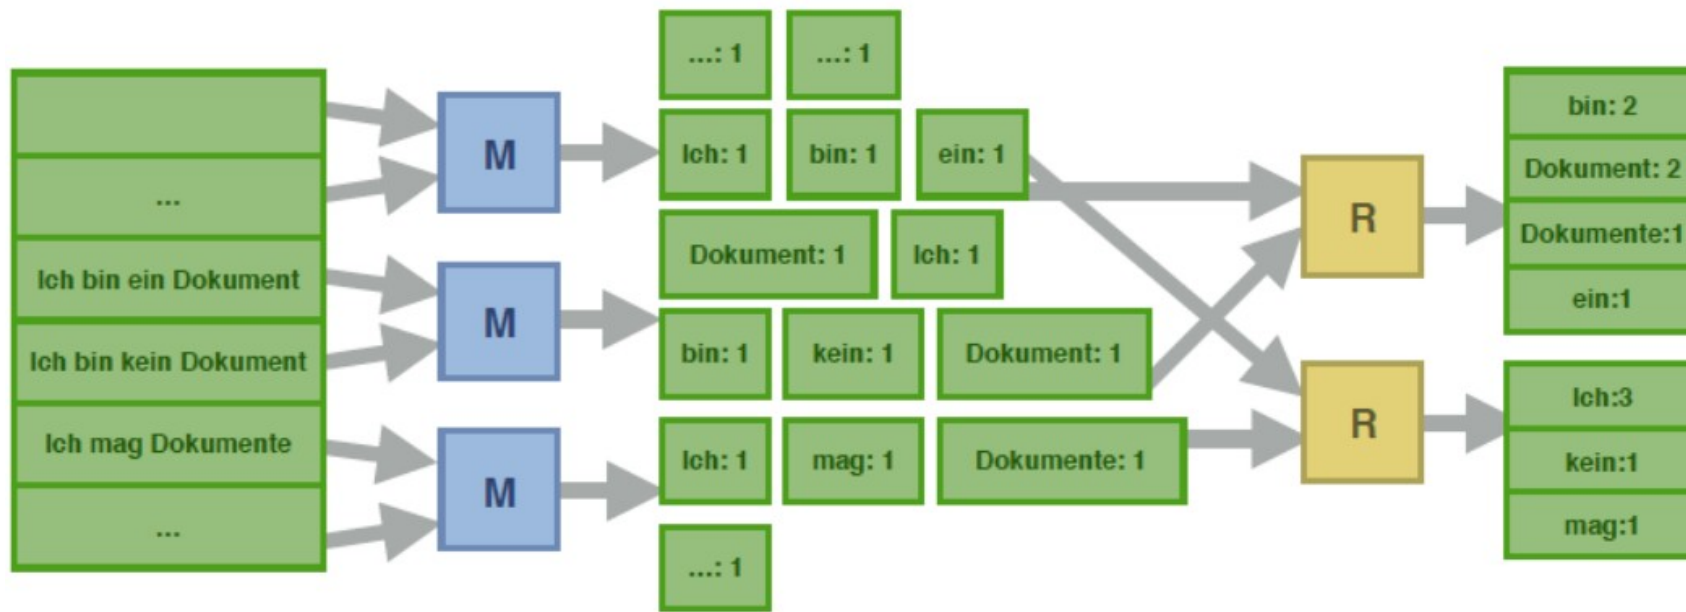 ...
Ich bin ein Dokument
Ich bin kein Dokument
Ich mag Dokumente
...
M
M
M
...: 1
...: 1
Ich: 1
bin: 1
ein: 1
Dokument: 1
Ich: 1
bin: 1
kein: 1
Dokument: 1
Ich: 1
mag: 1
Dokumente: 1
...: 1
R
R
bin: 2
Dokument: 2
Dokumente:1
ein:1
Ich:3
kein:1
mag:1